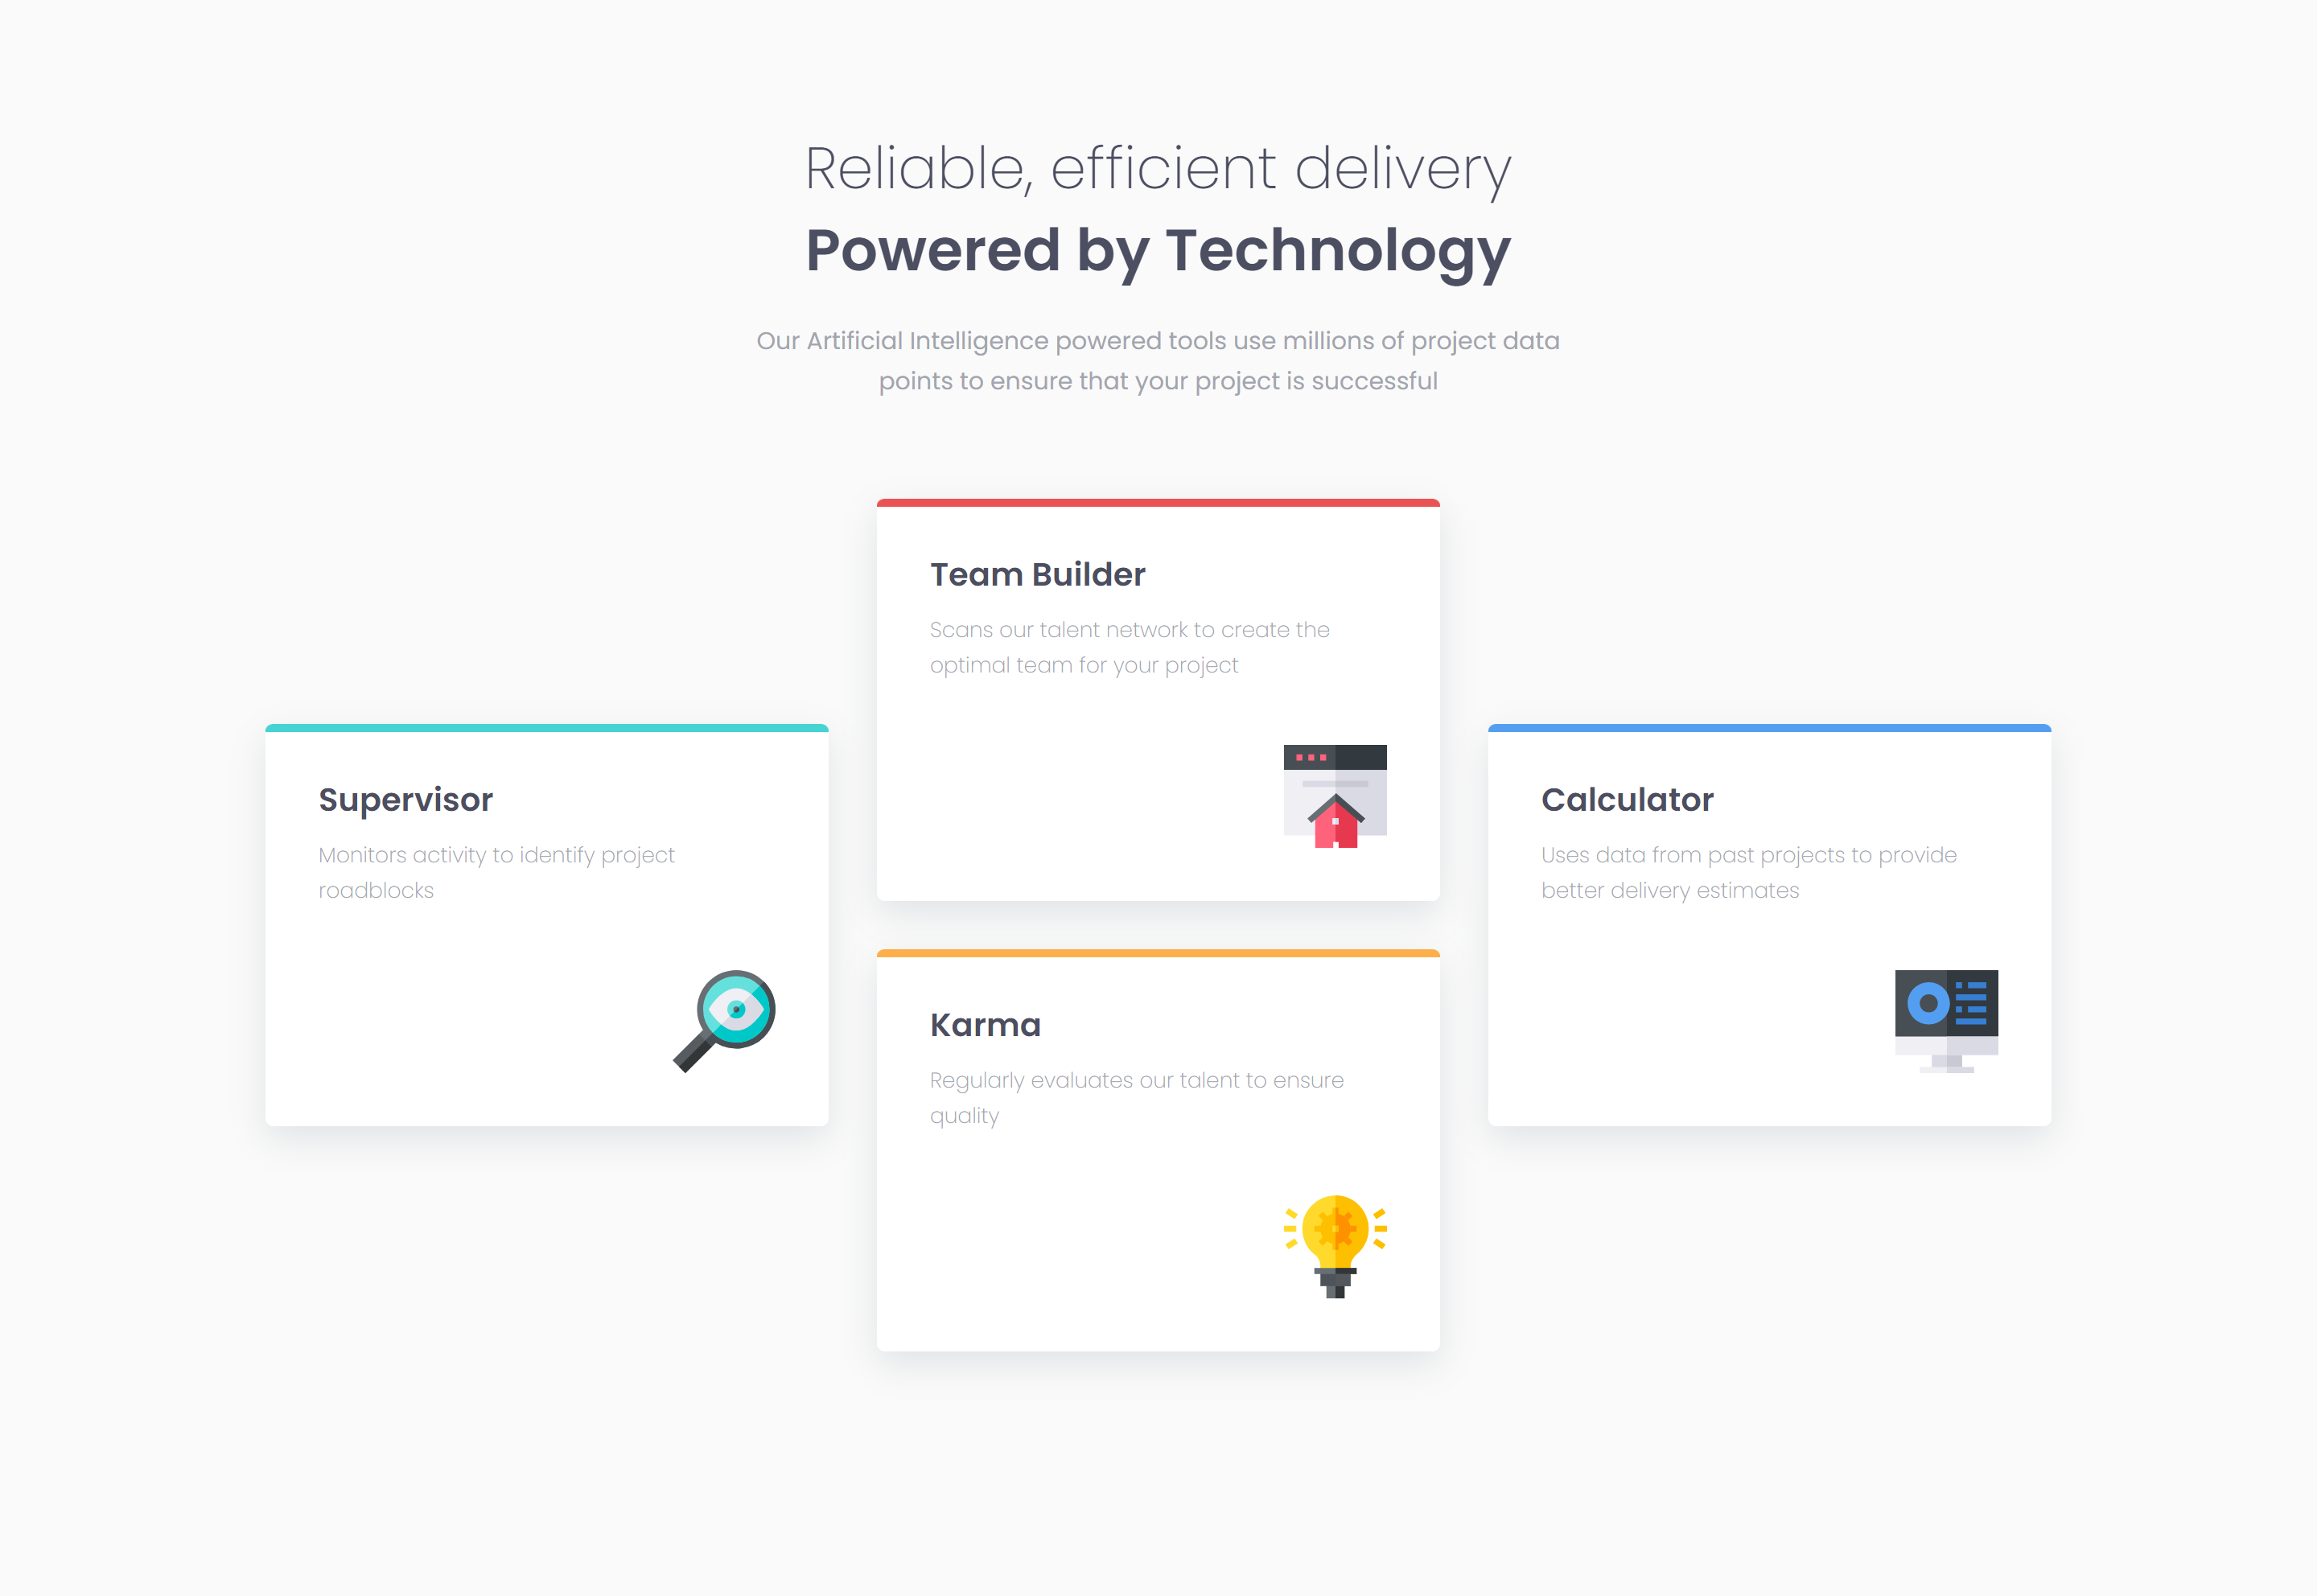 Reliable, efficient delivery
Powered by Technology
Our Artificial Intelligence powered tools use millions of project data
points to ensure that your project is successful
Team Builder
Scans our talent network to create the
optimal team for your project
Supervisor
Monitors activity to identify project
roadblocks
Calculator
Uses data from past projects to provide
better delivery estimates
Karma
Regularly evaluates our talent to ensure
quality